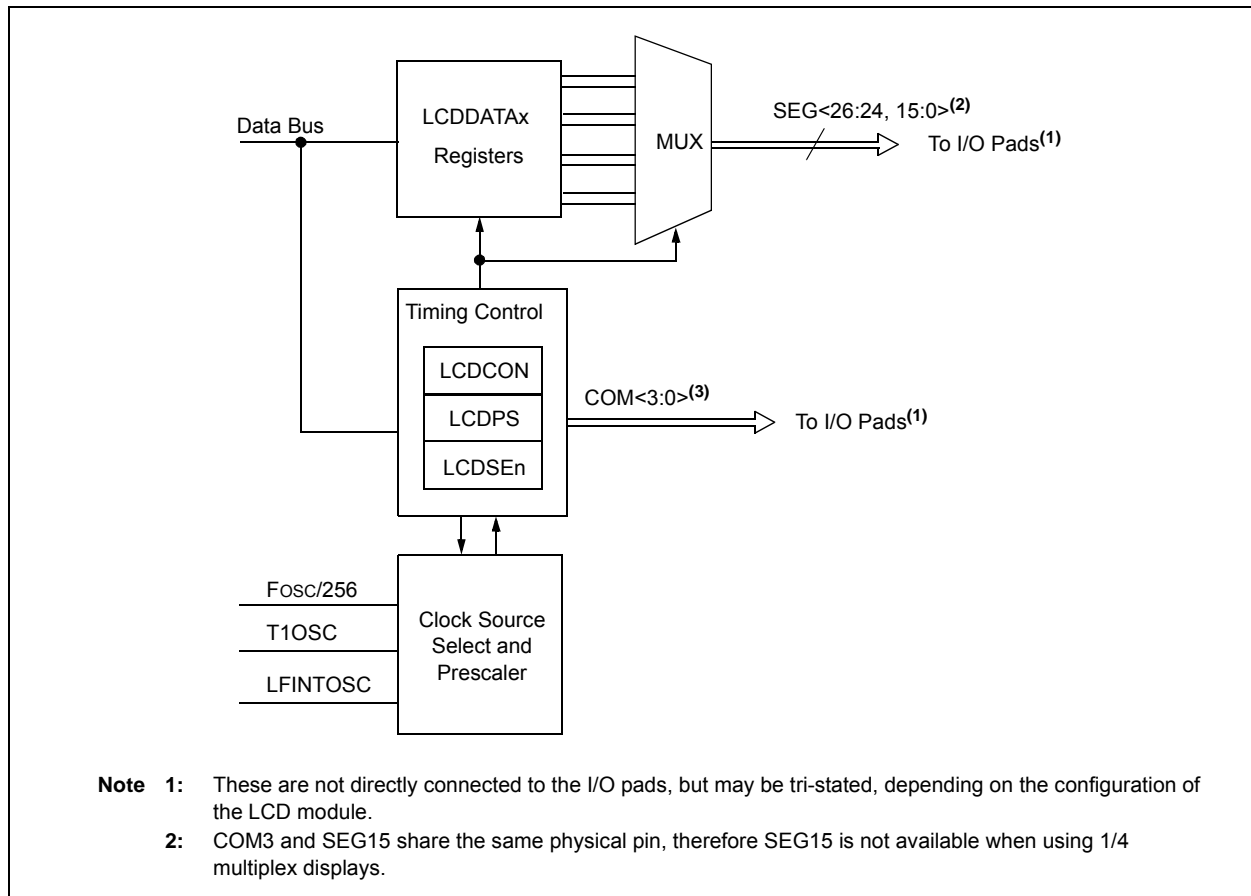 LCDDATAx
Registers
Data Bus
MUX
SEG<26:24, 15:0>(2)
To I/O Pads(1)
Timing Control
LCDCON
LCDPS
LCDSEn
COM<3:0>(3)
To I/O Pads(1)
FOSC/256
T1OSC
LFINTOSC
Clock Source
Select and
Prescaler
Note 1: These are not directly connected to the I/O pads, but may be tri-stated, depending on the configuration of
the LCD module.
2: COM3 and SEG15 share the same physical pin, therefore SEG15 is not available when using 1/4
multiplex displays.